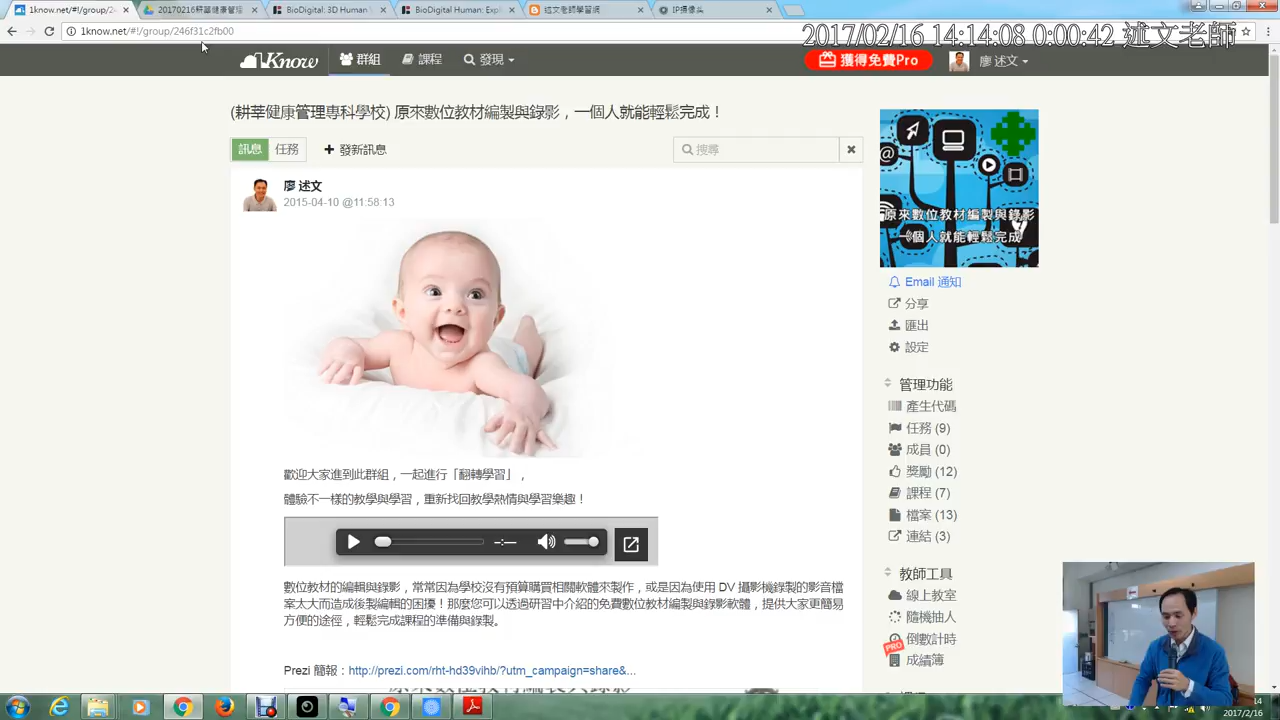 1know.net/#!/group/24
20170216耕莘健康管理
BioDigital: 3D Human V
BioDigital Human: Expl
述文老師學習網
1know.net/#!/group/246f31c2fb00
2017/02/16 14:14:08 0:00:42 述文老師
1Know
群組
課程
發現
獲得免費Pro
廖 述文
(耕莘健康管理專科學校) 原來數位教材編製與錄影，一個人就能輕鬆完成！
訊息
任務
發新訊息
搜尋
廖 述文
2015-04-10 @11:58:13
歡迎大家進到此群組，一起進行「翻轉學習」，
體驗不一樣的教學與學習，重新找回教學熱情與學習樂趣！
-:--
數位教材的編輯與錄影，常常因為學校沒有預算購買相關軟體來製作，或是因為使用 DV 攝影機錄製的影音檔
案太大而造成後製編輯的困擾！那麼您可以透過研習中介紹的免費數位教材編製與錄影軟體，提供大家更簡易
方便的途徑，輕鬆完成課程的準備與錄製。
Prezi 簡報：http://prezi.com/rht-hd39vihb/?utm_campaign=share&...
原來數位教材編製與錄影
一個人就能輕鬆完成
Email 通知
分享
匯出
設定
管理功能
產生代碼
任務 (9)
成員 (0)
獎勵 (12)
課程 (7)
檔案 (13)
連結 (3)
教師工具
線上教室
隨機抽人
倒數計時
PRO
成績簿
2017/2/16